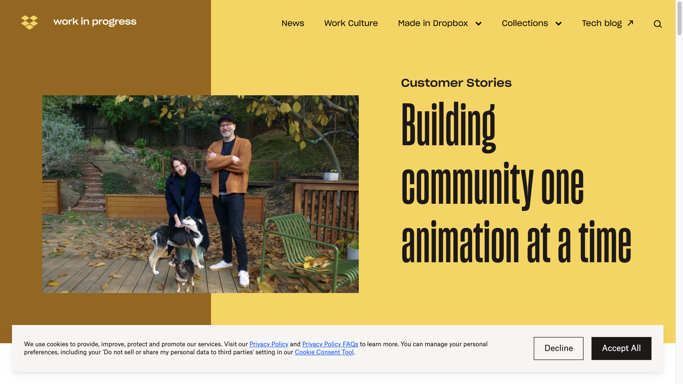 work in progress
News
Work Culture
Made in Dropbox
Collections
Tech blog
Customer Stories
Building
community one
animation at a time
We use cookies to provide, improve, protect and promote our services. Visit our Privacy Policy and Privacy Policy FAQs to learn more. You can manage your personal
preferences, including your 'Do not sell or share my personal data to third parties' setting in our Cookie Consent Tool.
Decline
Accept All